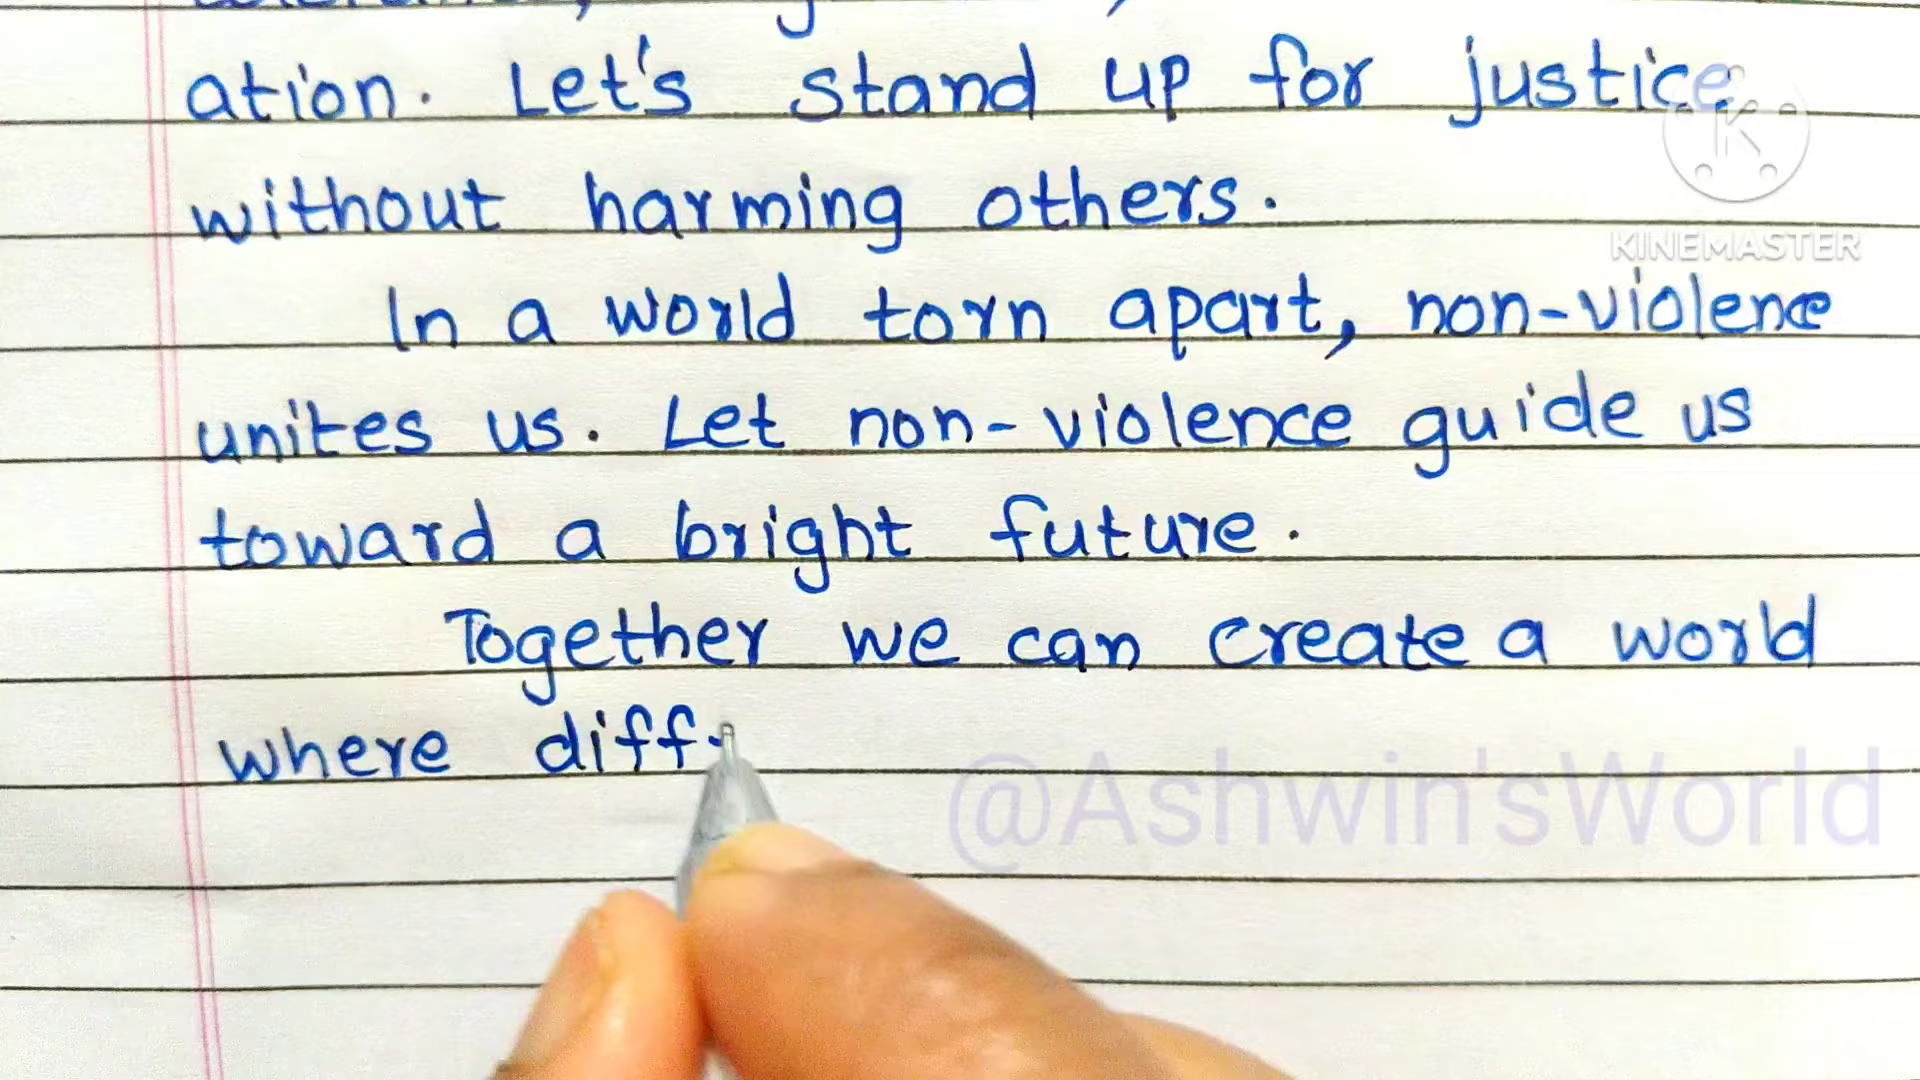 ation. Let's stand up for justice
without harming others.
In a world torn apart, non-violence
unites us. Let non-violence guide us
toward a bright future.
Together we can create a world
where diff
KINEMASTER
@Ashwin'sWorld